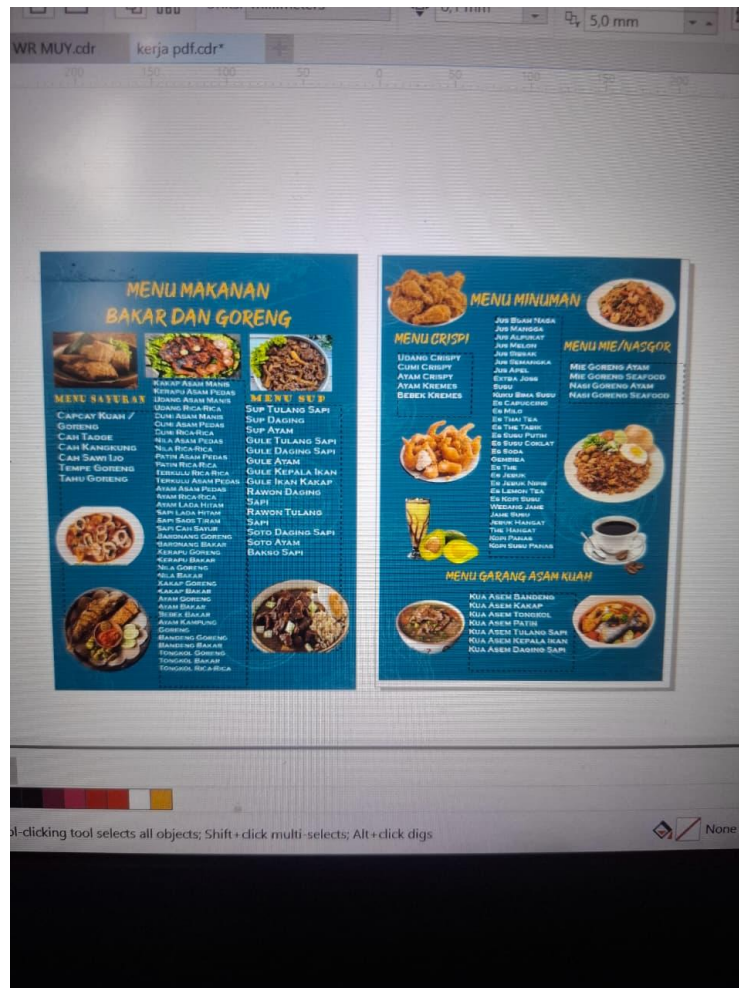 WR MUY.cdr
kerja pdf.cdr*
5,0 mm
200
150
100
50
0
50
100
150
200
MENU MAKANAN
BAKAR DAN GORENG
MENU SAYURAN
CAPCAY KUAH /
GORENG
CAH TAOGE
CAH KANGKUNG
CAH SAWI IJO
TEMPE GORENG
TAHU GORENG
KAKAP ASAM MANIS
KERAPU ASAM PEDAS
UDANG ASAM MANIS
UDANG RICA-RICA
CUMI ASAM MANIS
CUMI ASAM PEDAS
CUMI RICA-RICA
NILA ASAM PEDAS
NILA RICA-RICA
PATIN ASAM PEDAS
PATIN RICA RICA
TERKULU RICA RICA
TERKULU ASAM PEDAS
AYAM ASAM PEDAS
AYAM RICA-RICA
AYAM LADA HITAM
SAPI LADA HITAM
SAPI SAOS TIRAM
SAPI CAH SAYUR
BARONANG GORENG
BARONANG BAKAR
KERAPU GORENG
KERAPU BAKAR
NILA GORENG
NILA BAKAR
KAKAP GORENG
KAKAP BAKAR
AYAM GORENG
AYAM BAKAR
BEBEK BAKAR
AYAM KAMPUNG
GORENG
BANDENG GORENG
BANDENG BAKAR
TONGKOL GORENG
TONGKOL BAKAR
TONGKOL RICA-RICA
MENU SUP
SUP TULANG SAPI
SUP DAGING
SUP AYAM
GULE TULANG SAPI
GULE DAGING SAPI
GULE AYAM
GULE KEPALA IKAN
GULE IKAN KAKAP
RAWON DAGING
SAPI
RAWON TULANG
SAPI
SOTO DAGING SAPI
SOTO AYAM
BAKSO SAPI
MENU CRISPI
UDANG CRISPY
CUMI CRISPY
AYAM CRISPY
AYAM KREMES
BEBEK KREMES
MENU MINUMAN
JUS BUAH NAGA
JUS MANGGA
JUS ALPUKAT
JUS MELON
JUS SIRSAK
JUS SEMANGKA
JUS APEL
EXTRA JOSS
SUSU
KUKU BIMA SUSU
ES CAPUCCHO
ES MILO
ES THAI TEA
ES THE TARIK
ES SUSU PUTIH
ES SUSU COKLAT
ES SODA
GEMBIRA
ES THE
ES JERUK
ES JERUK NIPIS
ES LEMON TEA
ES KOPI SUSU
WEDANG JAHE
JAHE SUSU
JERUK HANGAT
THE HANGAT
KOPI PANAS
KOPI SUSU PANAS
MENU MIE/NASGOR
MIE GORENG AYAM
MIE GORENG SEAFOOD
NASI GORENG AYAM
NASI GORENG SEAFOOD
MENU GARANG ASAM KUAH
KUA ASEM BANDENG
KUA ASEM KAKAP
KUA ASEM TONGKOL
KUA ASEM PATIN
KUA ASEM TULANG SAPI
KUA ASEM KEPALA IKAN
KUA ASEM DAGING SAPI
ol-clicking tool selects all objects; Shift+click multi-selects; Alt+click digs
None